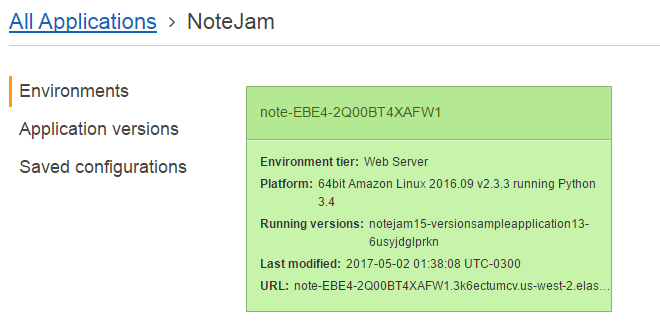 All Applications › NoteJam
Environments
Application versions
Saved configurations
note-EBE4-2Q00BT4XAFW1
Environment tier: Web Server
Platform: 64bit Amazon Linux 2016.09 v2.3.3 running Python
3.4
Running versions: notejam15-versionsampleapplication13-
6usyjdglprkn
Last modified: 2017-05-02 01:38:08 UTC-0300
URL: note-EBE4-2Q00BT4XAFW1.3k6ectumcv.us-west-2.elas...